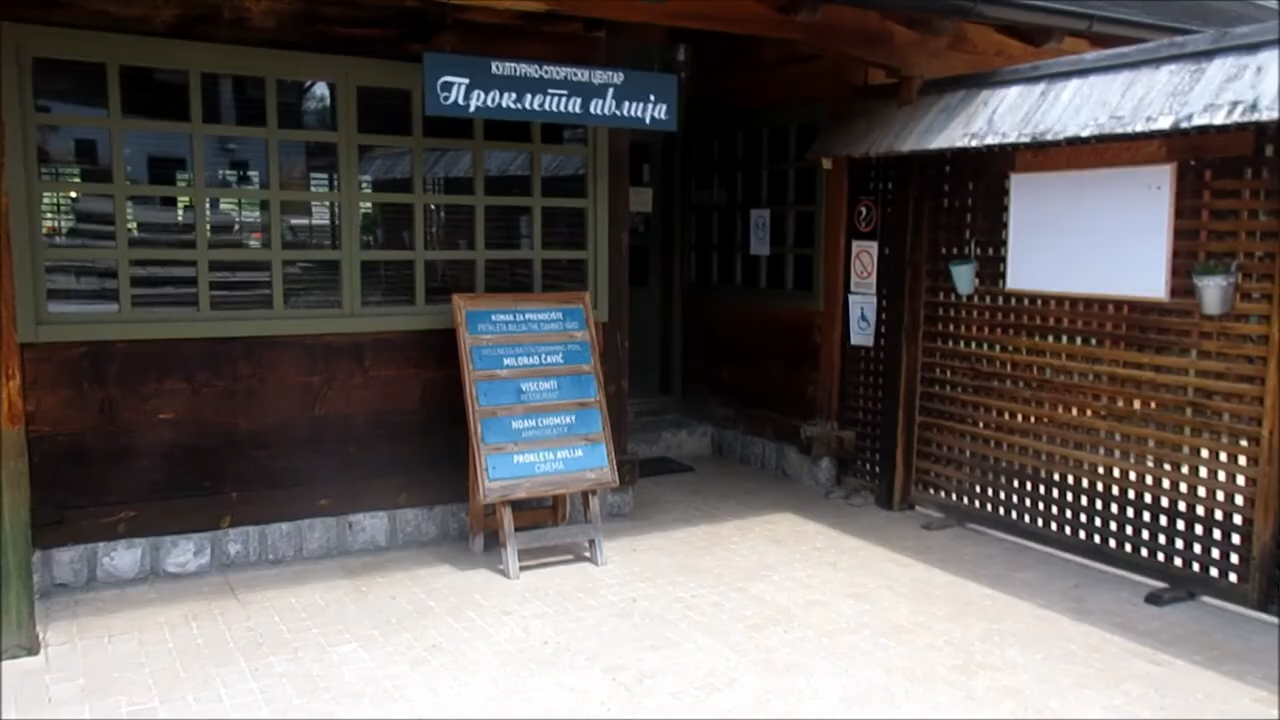 КУЛТУРНО-СПОРТСКИ ЦЕНТАР
Проклета авлија
KONAK ZA PRENOĆIŠTE
PROKLETA AVLIJA/THE DAMNED YARD
MILORAD ČAVIĆ
VISCONTI
RESTAURANT
NOAM CHOMSKY
AMPHITHEATER
PROKLETA AVLIJA
CINEMA